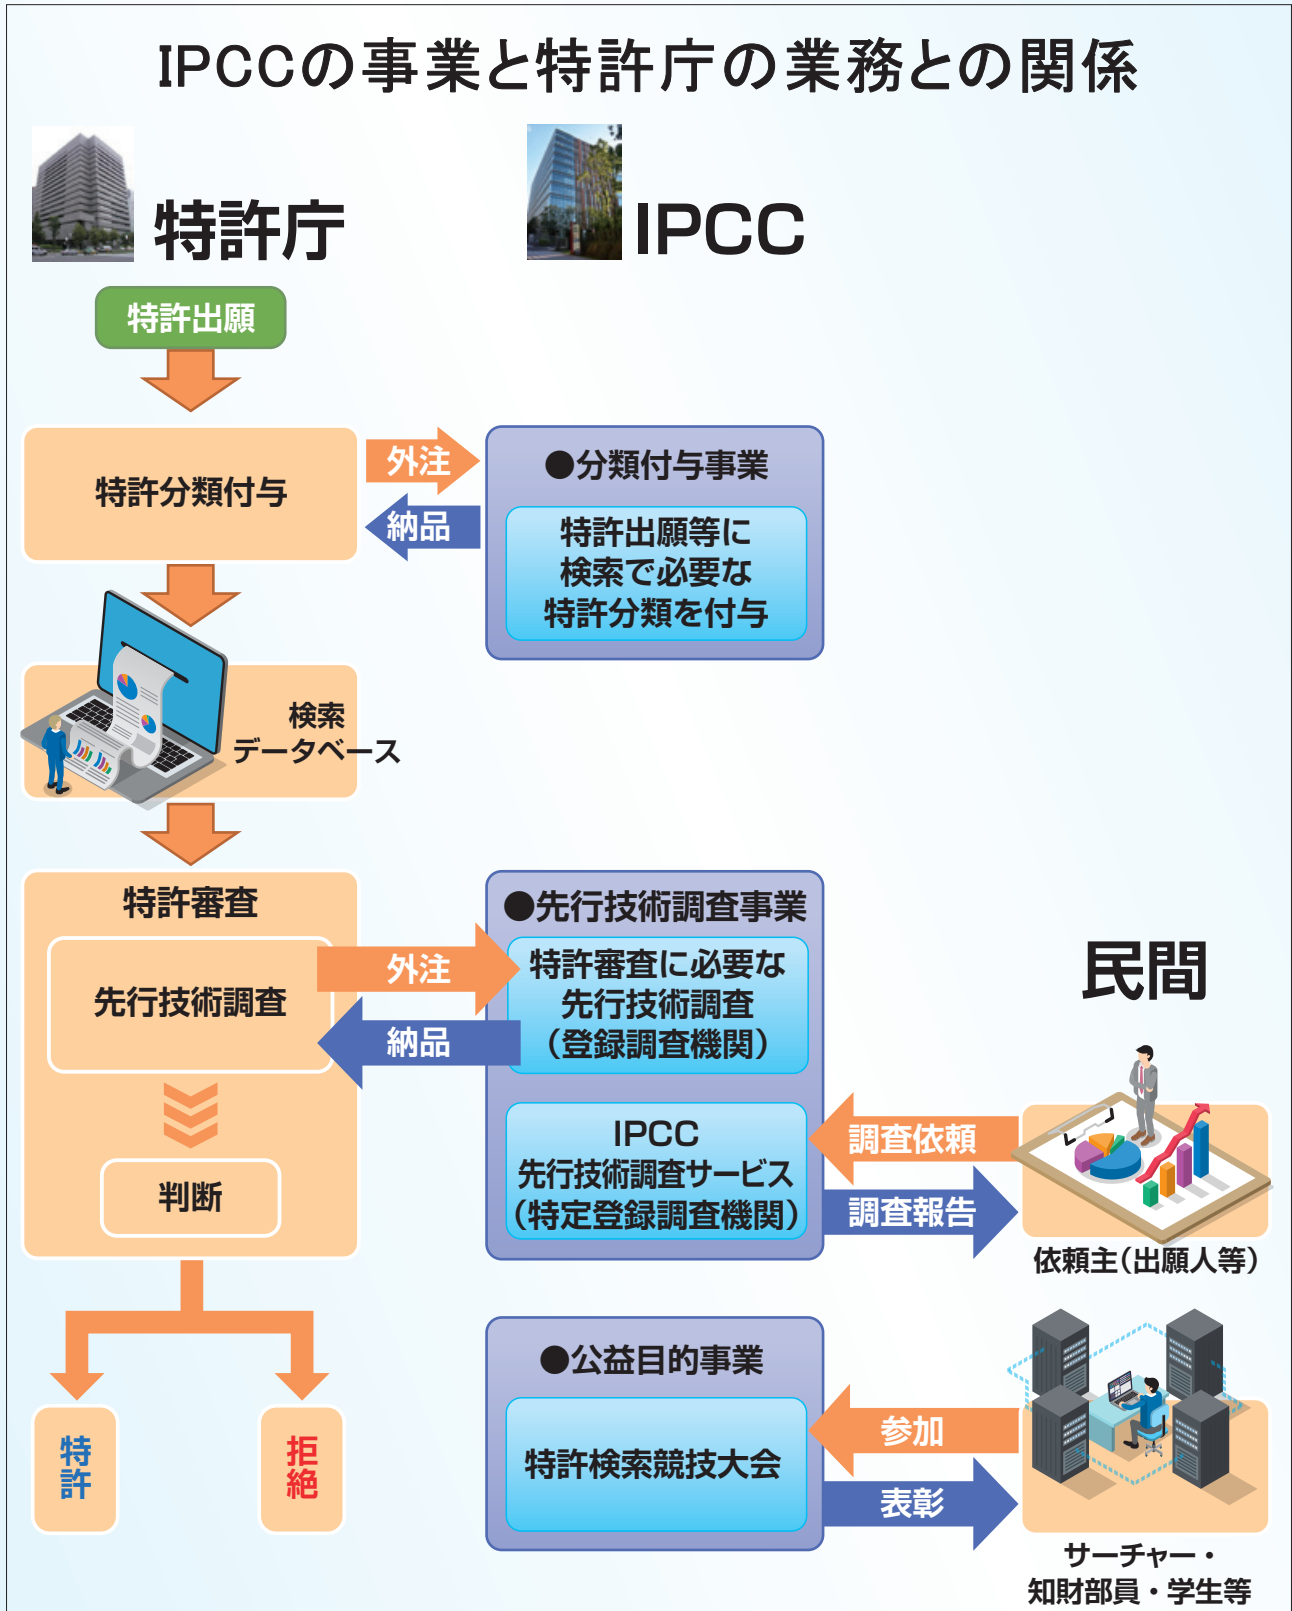 IPCCの事業と特許庁の業務との関係
特許庁
IPCC
特許出願
特許分類付与
外注
納品
●分類付与事業
特許出願等に
検索で必要な
特許分類を付与
検索
データベース
特許審査
先行技術調査
外注
納品
●先行技術調査事業
特許審査に必要な
先行技術調査
（登録調査機関）
民間
IPCC
先行技術調査サービス
（特定登録調査機関）
調査依頼
調査報告
依頼主（出願人等）
判断
特許
拒絶
●公益目的事業
特許検索競技大会
参加
表彰
サーチャー・
知財部員・学生等